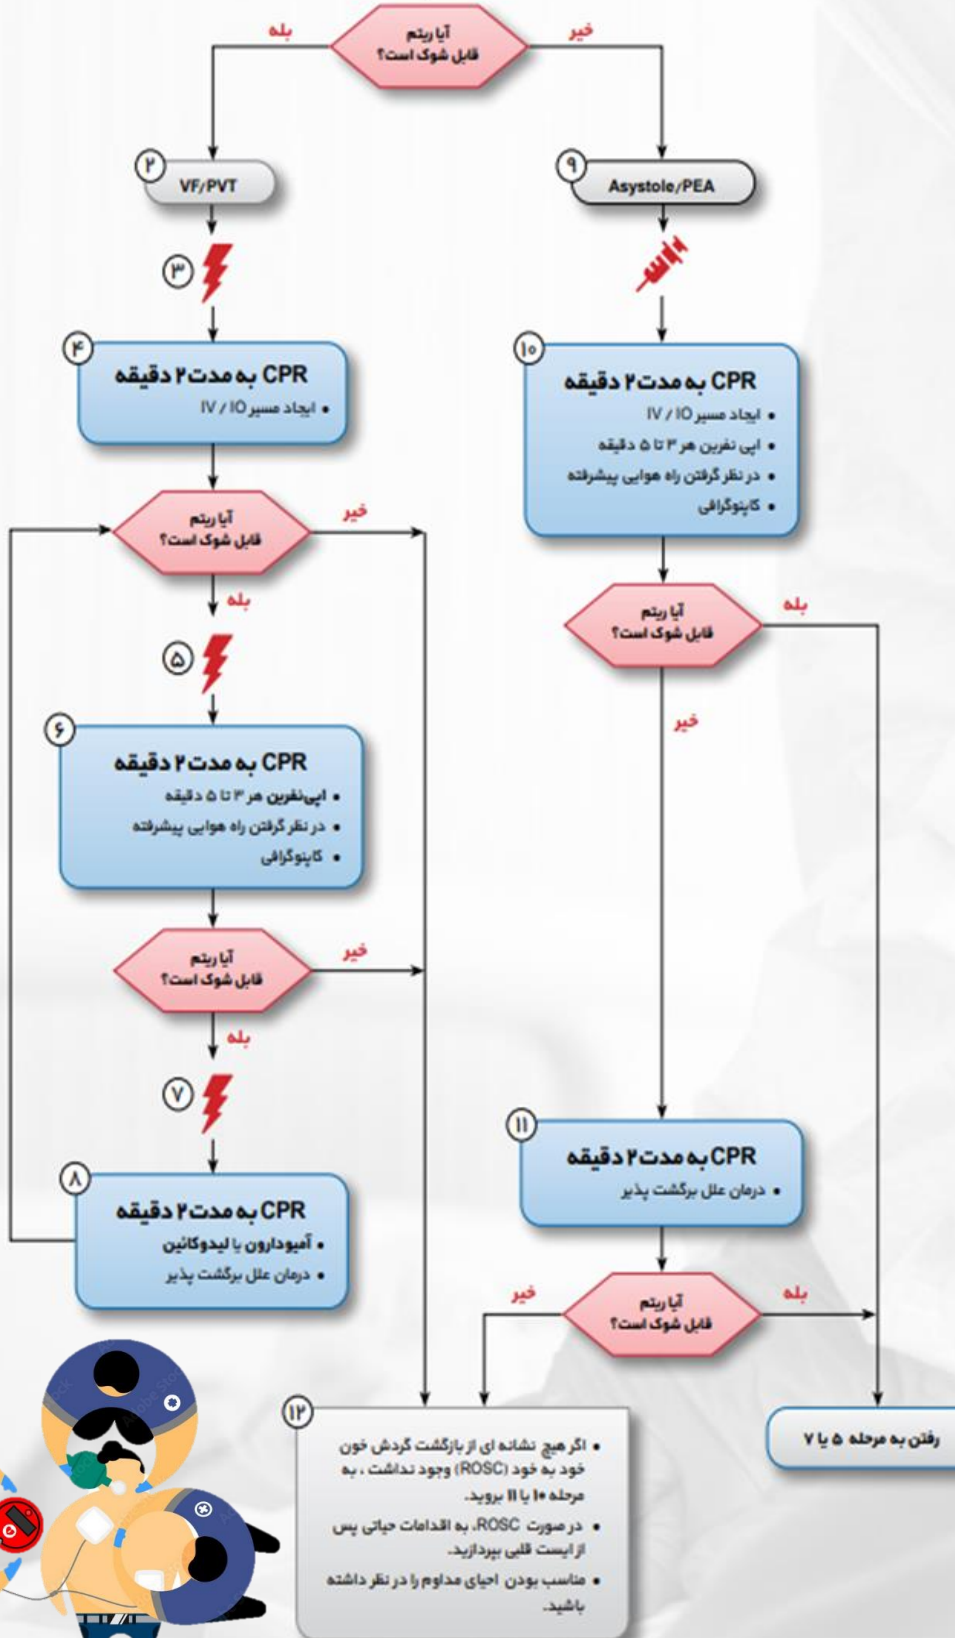 آیا ریتم
قابل شوک است؟
بله
خیر
۲
VF/PVT
۳
۴
CPR به مدت ۲ دقیقه
• ایجاد مسیر IV / IO
آیا ریتم
قابل شوک است؟
خیر
بله
۵
۶
CPR به مدت ۲ دقیقه
• اپی‌نفرین هر ۳ تا ۵ دقیقه
• در نظر گرفتن راه هوایی پیشرفته
• کاپنوگرافی
آیا ریتم
قابل شوک است؟
خیر
بله
۷
۸
CPR به مدت ۲ دقیقه
• آمیودارون یا لیدوکائین
• درمان علل برگشت پذیر
۹
Asystole/PEA
۱۰
CPR به مدت ۲ دقیقه
• ایجاد مسیر IV / IO
• اپی نفرین هر ۳ تا ۵ دقیقه
• در نظر گرفتن راه هوایی پیشرفته
• کاپنوگرافی
آیا ریتم
قابل شوک است؟
بله
خیر
۱۱
CPR به مدت ۲ دقیقه
• درمان علل برگشت پذیر
آیا ریتم
قابل شوک است؟
خیر
بله
۱۲
• اگر هیچ نشانه ای از بازگشت گردش خون
خود به خود (ROSC) وجود نداشت ، به
مرحله ۱۰ یا ۱۱ بروید.
• در صورت ROSC، به اقدامات حیاتی پس
از ایست قلبی بپردازید.
• مناسب بودن احیای مداوم را در نظر داشته
باشید.
رفتن به مرحله ۵ یا ۷
Adobe Stock